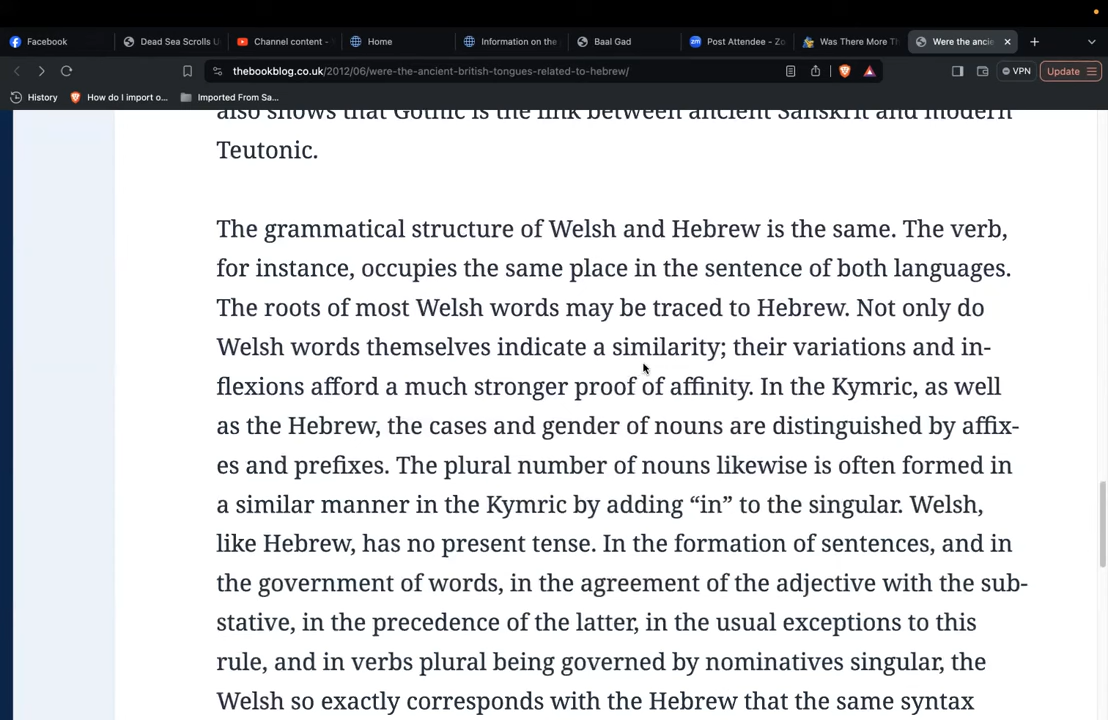 Facebook
Dead Sea Scrolls U
Channel content -
Home
Information on the
Baal Gad
Post Attendee - Zo
Was There More T
Were the ancie
thebookblog.co.uk/2012/06/were-the-ancient-british-tongues-related-to-hebrew/
VPN
Update
History
How do I import o...
Imported From Sa...
also shows that Gothic is the link between ancient Sanskrit and modern
Teutonic.
The grammatical structure of Welsh and Hebrew is the same. The verb,
for instance, occupies the same place in the sentence of both languages.
The roots of most Welsh words may be traced to Hebrew. Not only do
Welsh words themselves indicate a similarity; their variations and in-
flexions afford a much stronger proof of affinity. In the Kymric, as well
as the Hebrew, the cases and gender of nouns are distinguished by affix-
es and prefixes. The plural number of nouns likewise is often formed in
a similar manner in the Kymric by adding “in” to the singular. Welsh,
like Hebrew, has no present tense. In the formation of sentences, and in
the government of words, in the agreement of the adjective with the sub-
stative, in the precedence of the latter, in the usual exceptions to this
rule, and in verbs plural being governed by nominatives singular, the
Welsh so exactly corresponds with the Hebrew that the same syntax